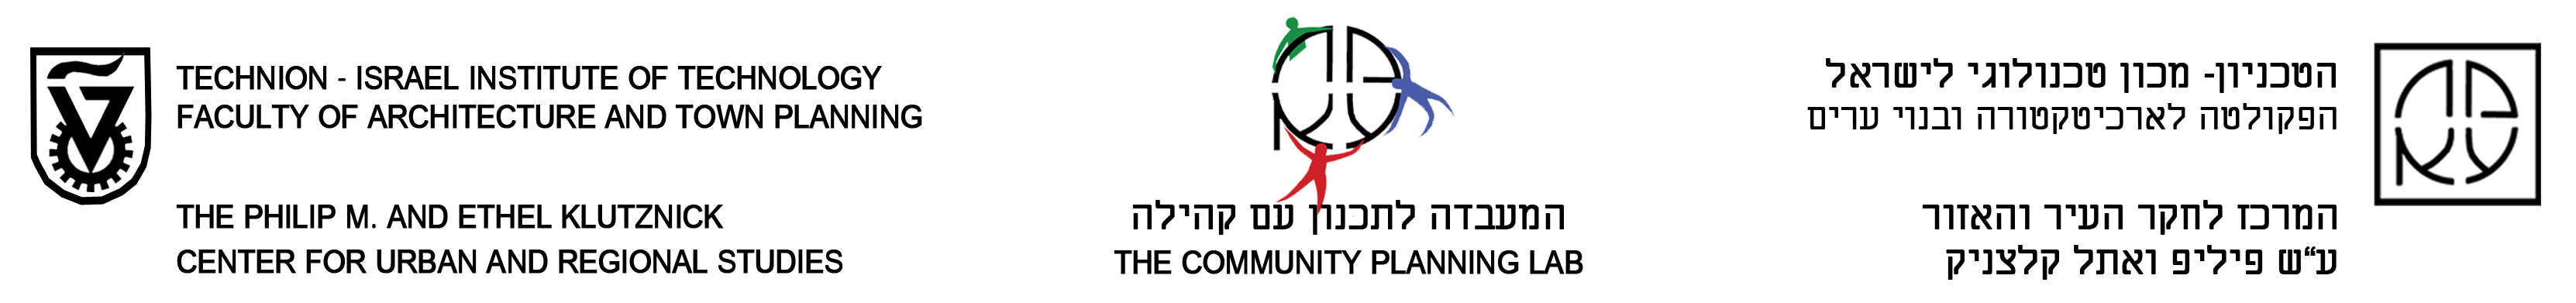 TECHNION - ISRAEL INSTITUTE OF TECHNOLOGY
FACULTY OF ARCHITECTURE AND TOWN PLANNING
THE PHILIP M. AND ETHEL KLUTZNICK
CENTER FOR URBAN AND REGIONAL STUDIES
המעבדה לתכנון עם קהילה
THE COMMUNITY PLANNING LAB
הטכניון- מכון טכנולוגי לישראל
הפקולטה לארכיטקטורה ובנוי ערים
המרכז לחקר העיר והאזור
ע"ש פיליפ ואתל קלצניק